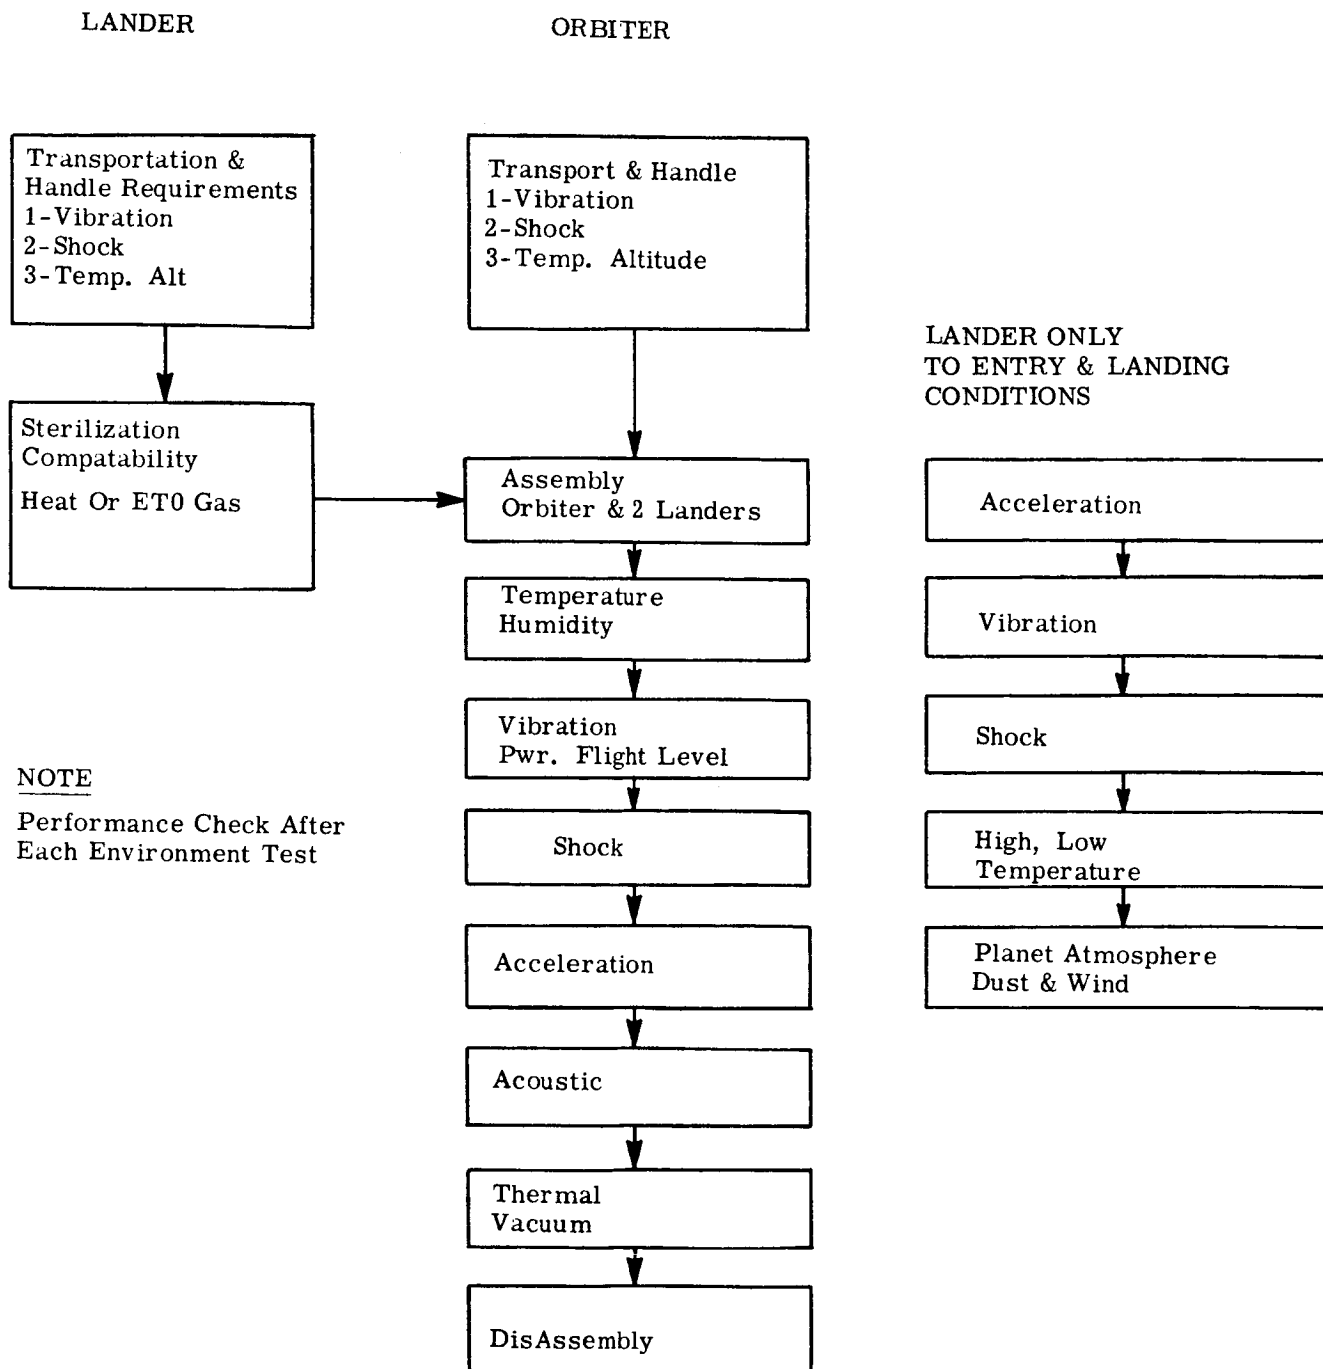 LANDER
ORBITER
Transportation &
Handle Requirements
1-Vibration
2-Shock
3-Temp. Alt
Transport & Handle
1-Vibration
2-Shock
3-Temp. Altitude
Sterilization
Compatability
Heat Or ET0 Gas
Assembly
Orbiter & 2 Landers
Temperature
Humidity
Vibration
Pwr. Flight Level
Shock
Acceleration
Acoustic
Thermal
Vacuum
DisAssembly
NOTE
Performance Check After
Each Environment Test
LANDER ONLY
TO ENTRY & LANDING
CONDITIONS
Acceleration
Vibration
Shock
High, Low
Temperature
Planet Atmosphere
Dust & Wind